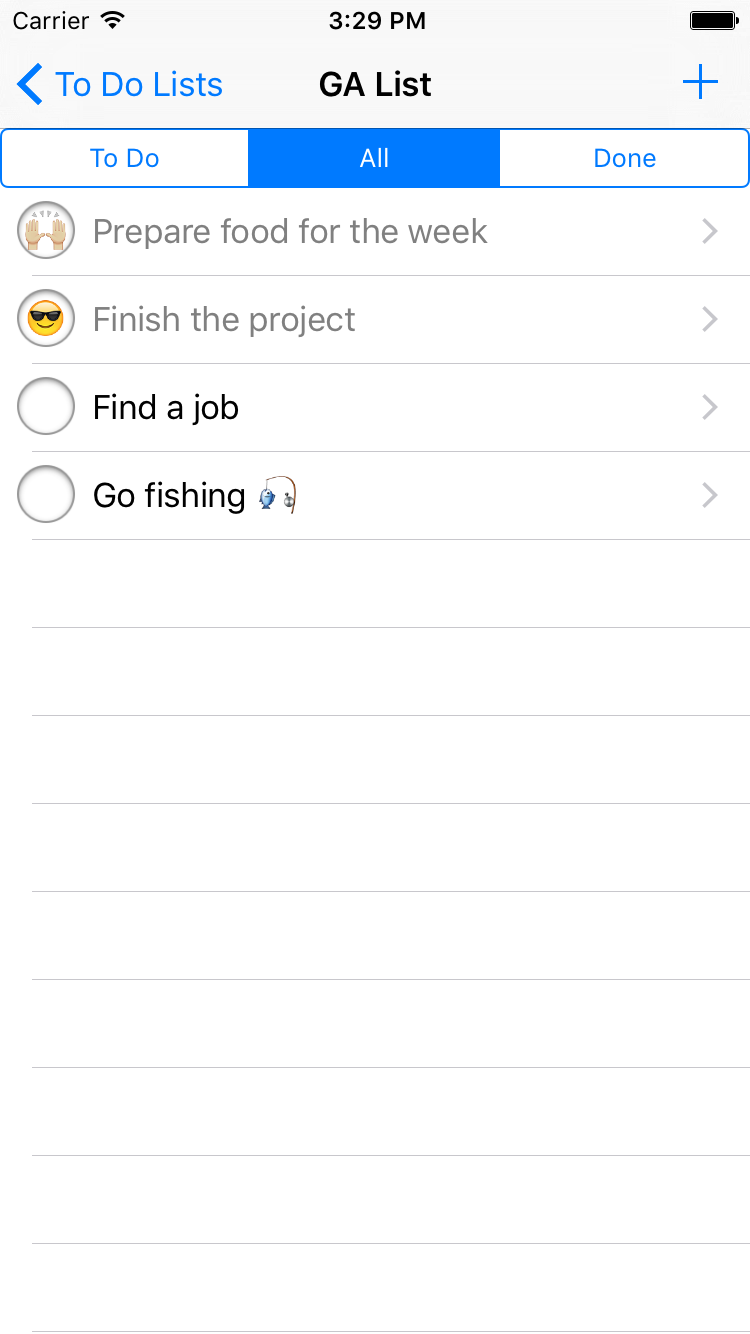 Carrier 3:29 PM
To Do Lists GA List
To Do All Done
Prepare food for the week
Finish the project
Find a job
Go fishing 🎣